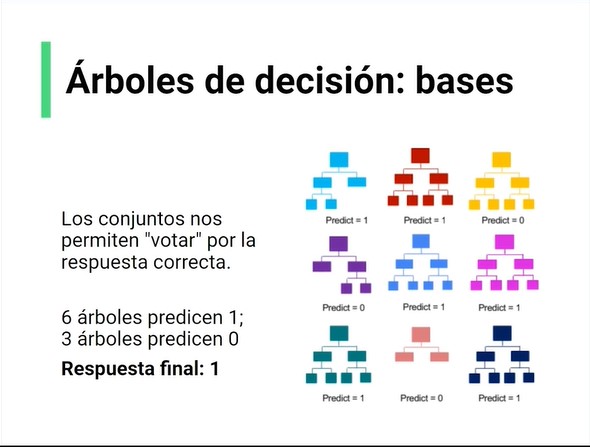 Árboles de decisión: bases
Los conjuntos nos
permiten "votar" por la
respuesta correcta.
6 árboles predicen 1;
3 árboles predicen 0
Respuesta final: 1
Predict = 1
Predict = 1
Predict = 0
Predict = 0
Predict = 1
Predict = 1
Predict = 1
Predict = 0
Predict = 1